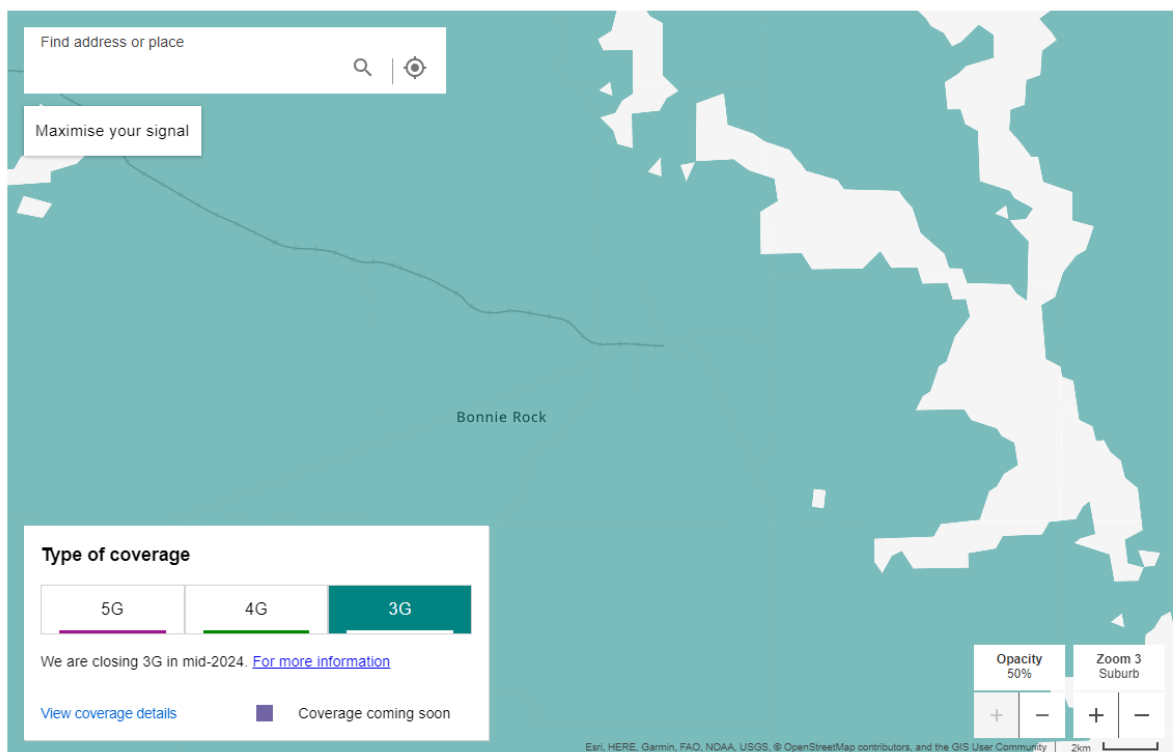 Find address or place
Maximise your signal
Bonnie Rock
Type of coverage
5G
4G
3G
We are closing 3G in mid-2024. For more information
View coverage details
Coverage coming soon
Opacity
50%
Zoom 3
Suburb
Esri, HERE, Garmin, FAO, NOAA, USGS, © OpenStreetMap contributors, and the GIS User Community
2km